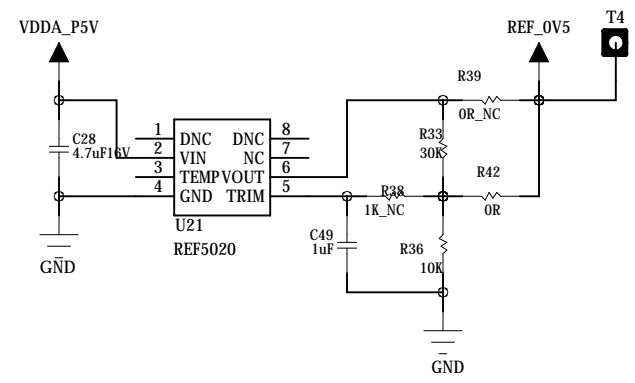 VDDA_P5V
REF_0V5
T4
R39
0R_NC
C28
4.7uF16V
1
2
3
4
DNC
VIN
TEMP
GND
DNC
NC
VOUT
TRIM
8
7
6
5
U21
REF5020
R33
30K
R42
0R
R38
1K_NC
C49
1uF
R36
10K
GND
GND